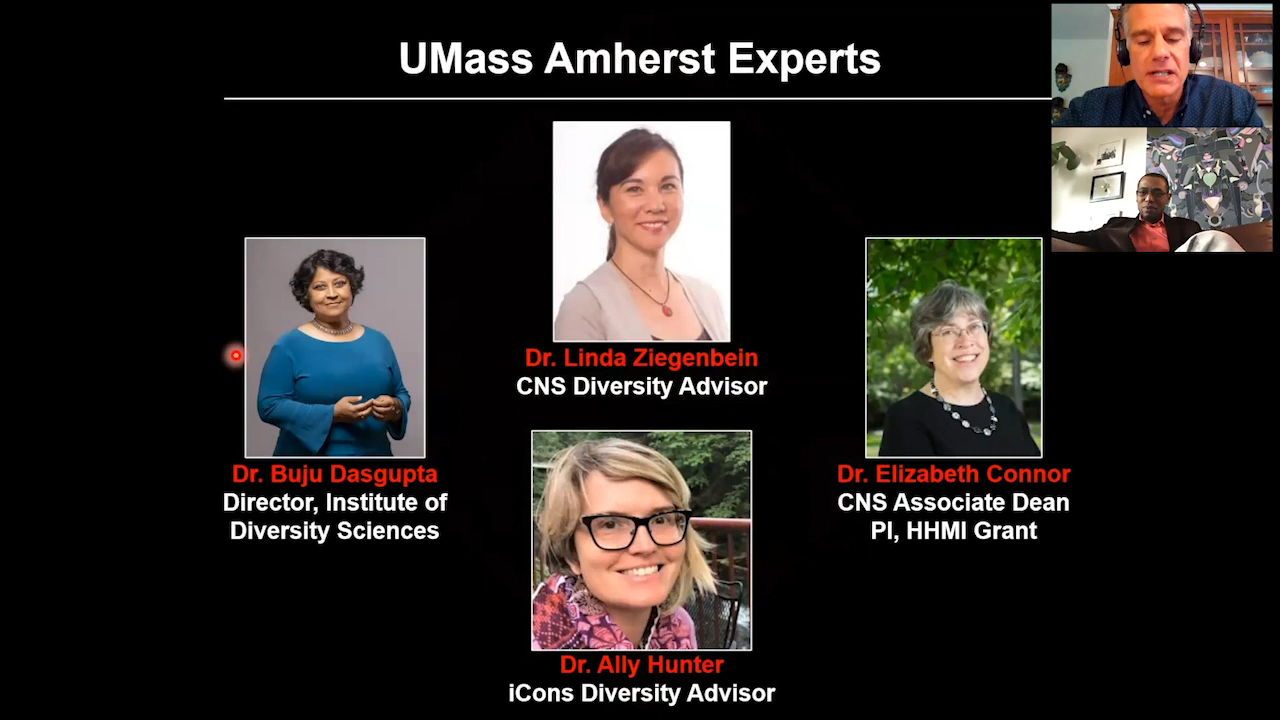 UMass Amherst Experts
Dr. Linda Ziegenbein
CNS Diversity Advisor
Dr. Buju Dasgupta
Director, Institute of
Diversity Sciences
Dr. Elizabeth Connor
CNS Associate Dean
PI, HHMI Grant
Dr. Ally Hunter
iCons Diversity Advisor